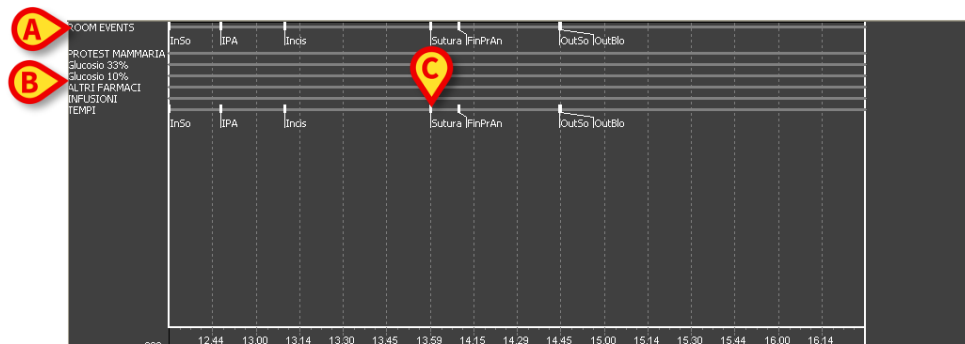 A
ROOM EVENTS
InSo IPA Incis Sutura FinPrAn OutSo OutBlo
PROTEST MAMMARIA
Glucosio 33%
Glucosio 10%
B
ALTRI FARMACI
INFUSIONI
C
TEMPI
InSo IPA Incis Sutura FinPrAn OutSo OutBlo
12.44 13.00 13.14 13.30 13.45 13.59 14.15 14.29 14.45 15.00 15.14 15.30 15.44 16.00 16.14